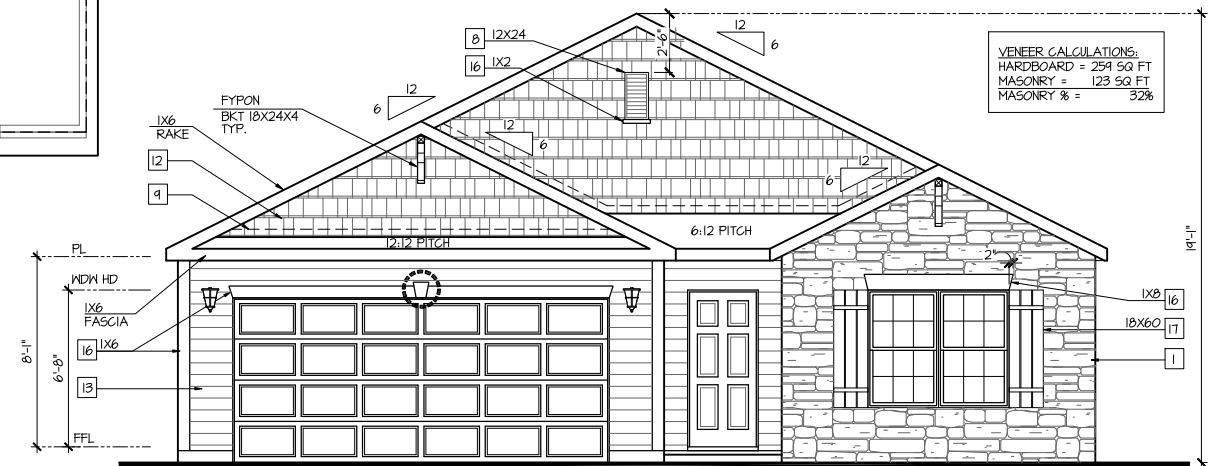 12
6
8 12X24
16 1X2
2'-6"
VENEER CALCULATIONS:
HARDBOARD = 259 SQ FT
MASONRY = 123 SQ FT
MASONRY % = 32%
12
6
FYPON
BKT 18X24X4
TYP.
1X6
RAKE
12
6
12
12
6
9
12:12 PITCH
6:12 PITCH
19'-1"
PL
2"
WDW HD
1X6
FASCIA
1X8 16
18X60 17
16 1X6
1
8'-1"
6'-8"
13
FFL